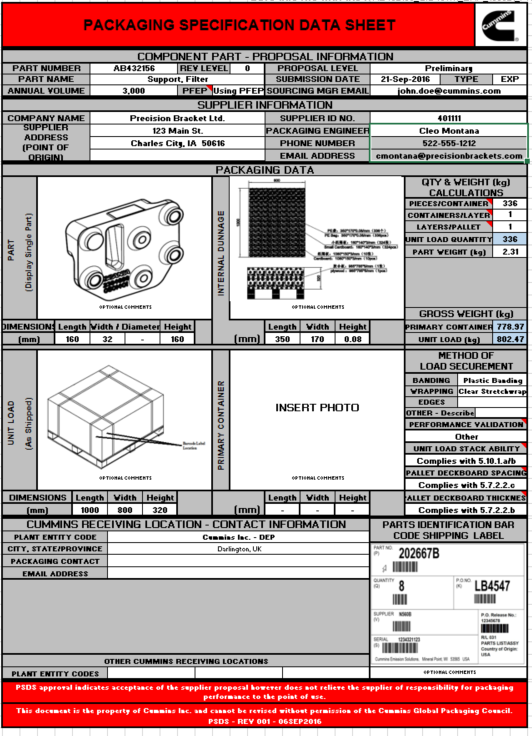 PACKAGING SPECIFICATION DATA SHEET
Cummins
COMPONENT PART - PROPOSAL INFORMATION
PART NUMBER AB432156 REV LEVEL 0 PROPOSAL LEVEL Preliminary
PART NAME Support, Filter SUBMISSION DATE 21-Sep-2016 TYPE EXP
ANNUAL VOLUME 3,000 PFEP Using PFEP SOURCING MGR EMAIL john.doe@cummins.com
SUPPLIER INFORMATION
COMPANY NAME Precision Bracket Ltd. SUPPLIER ID NO. 401111
SUPPLIER ADDRESS (POINT OF ORIGIN)
123 Main St. PACKAGING ENGINEER Cleo Montana
Charles City, IA 50616 PHONE NUMBER 522-555-1212
EMAIL ADDRESS cmontana@precisionbrackets.com
PACKAGING DATA
PART
(Display Single Part)
OPTIONAL COMMENTS
INTERNAL DUNNAGE
OPTIONAL COMMENTS
QTY & WEIGHT (kg)
CALCULATIONS
PIECES/CONTAINER 336
CONTAINERS/LAYER 1
LAYERS/PALLET 1
UNIT LOAD QUANTITY 336
PART WEIGHT (kg) 2.31
GROSS WEIGHT (kg)
PRIMARY CONTAINER 778.97
UNIT LOAD (kg) 802.47
DIMENSIONS Length Width / Diameter Height
(mm) 160 32 - 160
Length Width Height
(mm) 350 170 0.08
UNIT LOAD
(As Shipped)
Barcode Label
Location
OPTIONAL COMMENTS
PRIMARY CONTAINER
INSERT PHOTO
OPTIONAL COMMENTS
METHOD OF
LOAD SECUREMENT
BANDING Plastic Banding
WRAPPING Clear Stretchwrap
EDGES
OTHER - Describe
PERFORMANCE VALIDATION
Other
UNIT LOAD STACK ABILITY
Complies with 5.10.1.a/b
PALLET DECKBOARD SPACING
Complies with 5.7.2.2.c
PALLET DECKBOARD THICKNES
Complies with 5.7.2.2.b
DIMENSIONS Length Width Height
(mm) 1000 800 320
Length Width Height
(mm) - - -
CUMMINS RECEIVING LOCATION - CONTACT INFORMATION
PLANT ENTITY CODE Cummins Inc. - DEP
CITY, STATE/PROVINCE Darlington, UK
PACKAGING CONTACT
EMAIL ADDRESS
OTHER CUMMINS RECEIVING LOCATIONS
PLANT ENTITY CODES
PARTS IDENTIFICATION BAR
CODE SHIPPING LABEL
PART NO.
(P)
202667B
QUANTITY
(Q)
8
P.O.NO.
(K)
LB4547
SUPPLIER
(V)
P.O. Release No.:
12345678
R/L 531
PARTS LIST/ASSY
Country of Origin:
USA
SERIAL
(S)
1234321123
Cummins Emission Solutions, Mineral Point, WI 53565 USA
OPTIONAL COMMENTS
PSDS approval indicates acceptance of the supplier proposal however does not relieve the supplier of responsibility for packaging
performance to the point of use.
This document is the property of Cummins Inc. and cannot be revised without permission of the Cummins Global Packaging Council.
PSDS - REV 001 - 06SEP2016